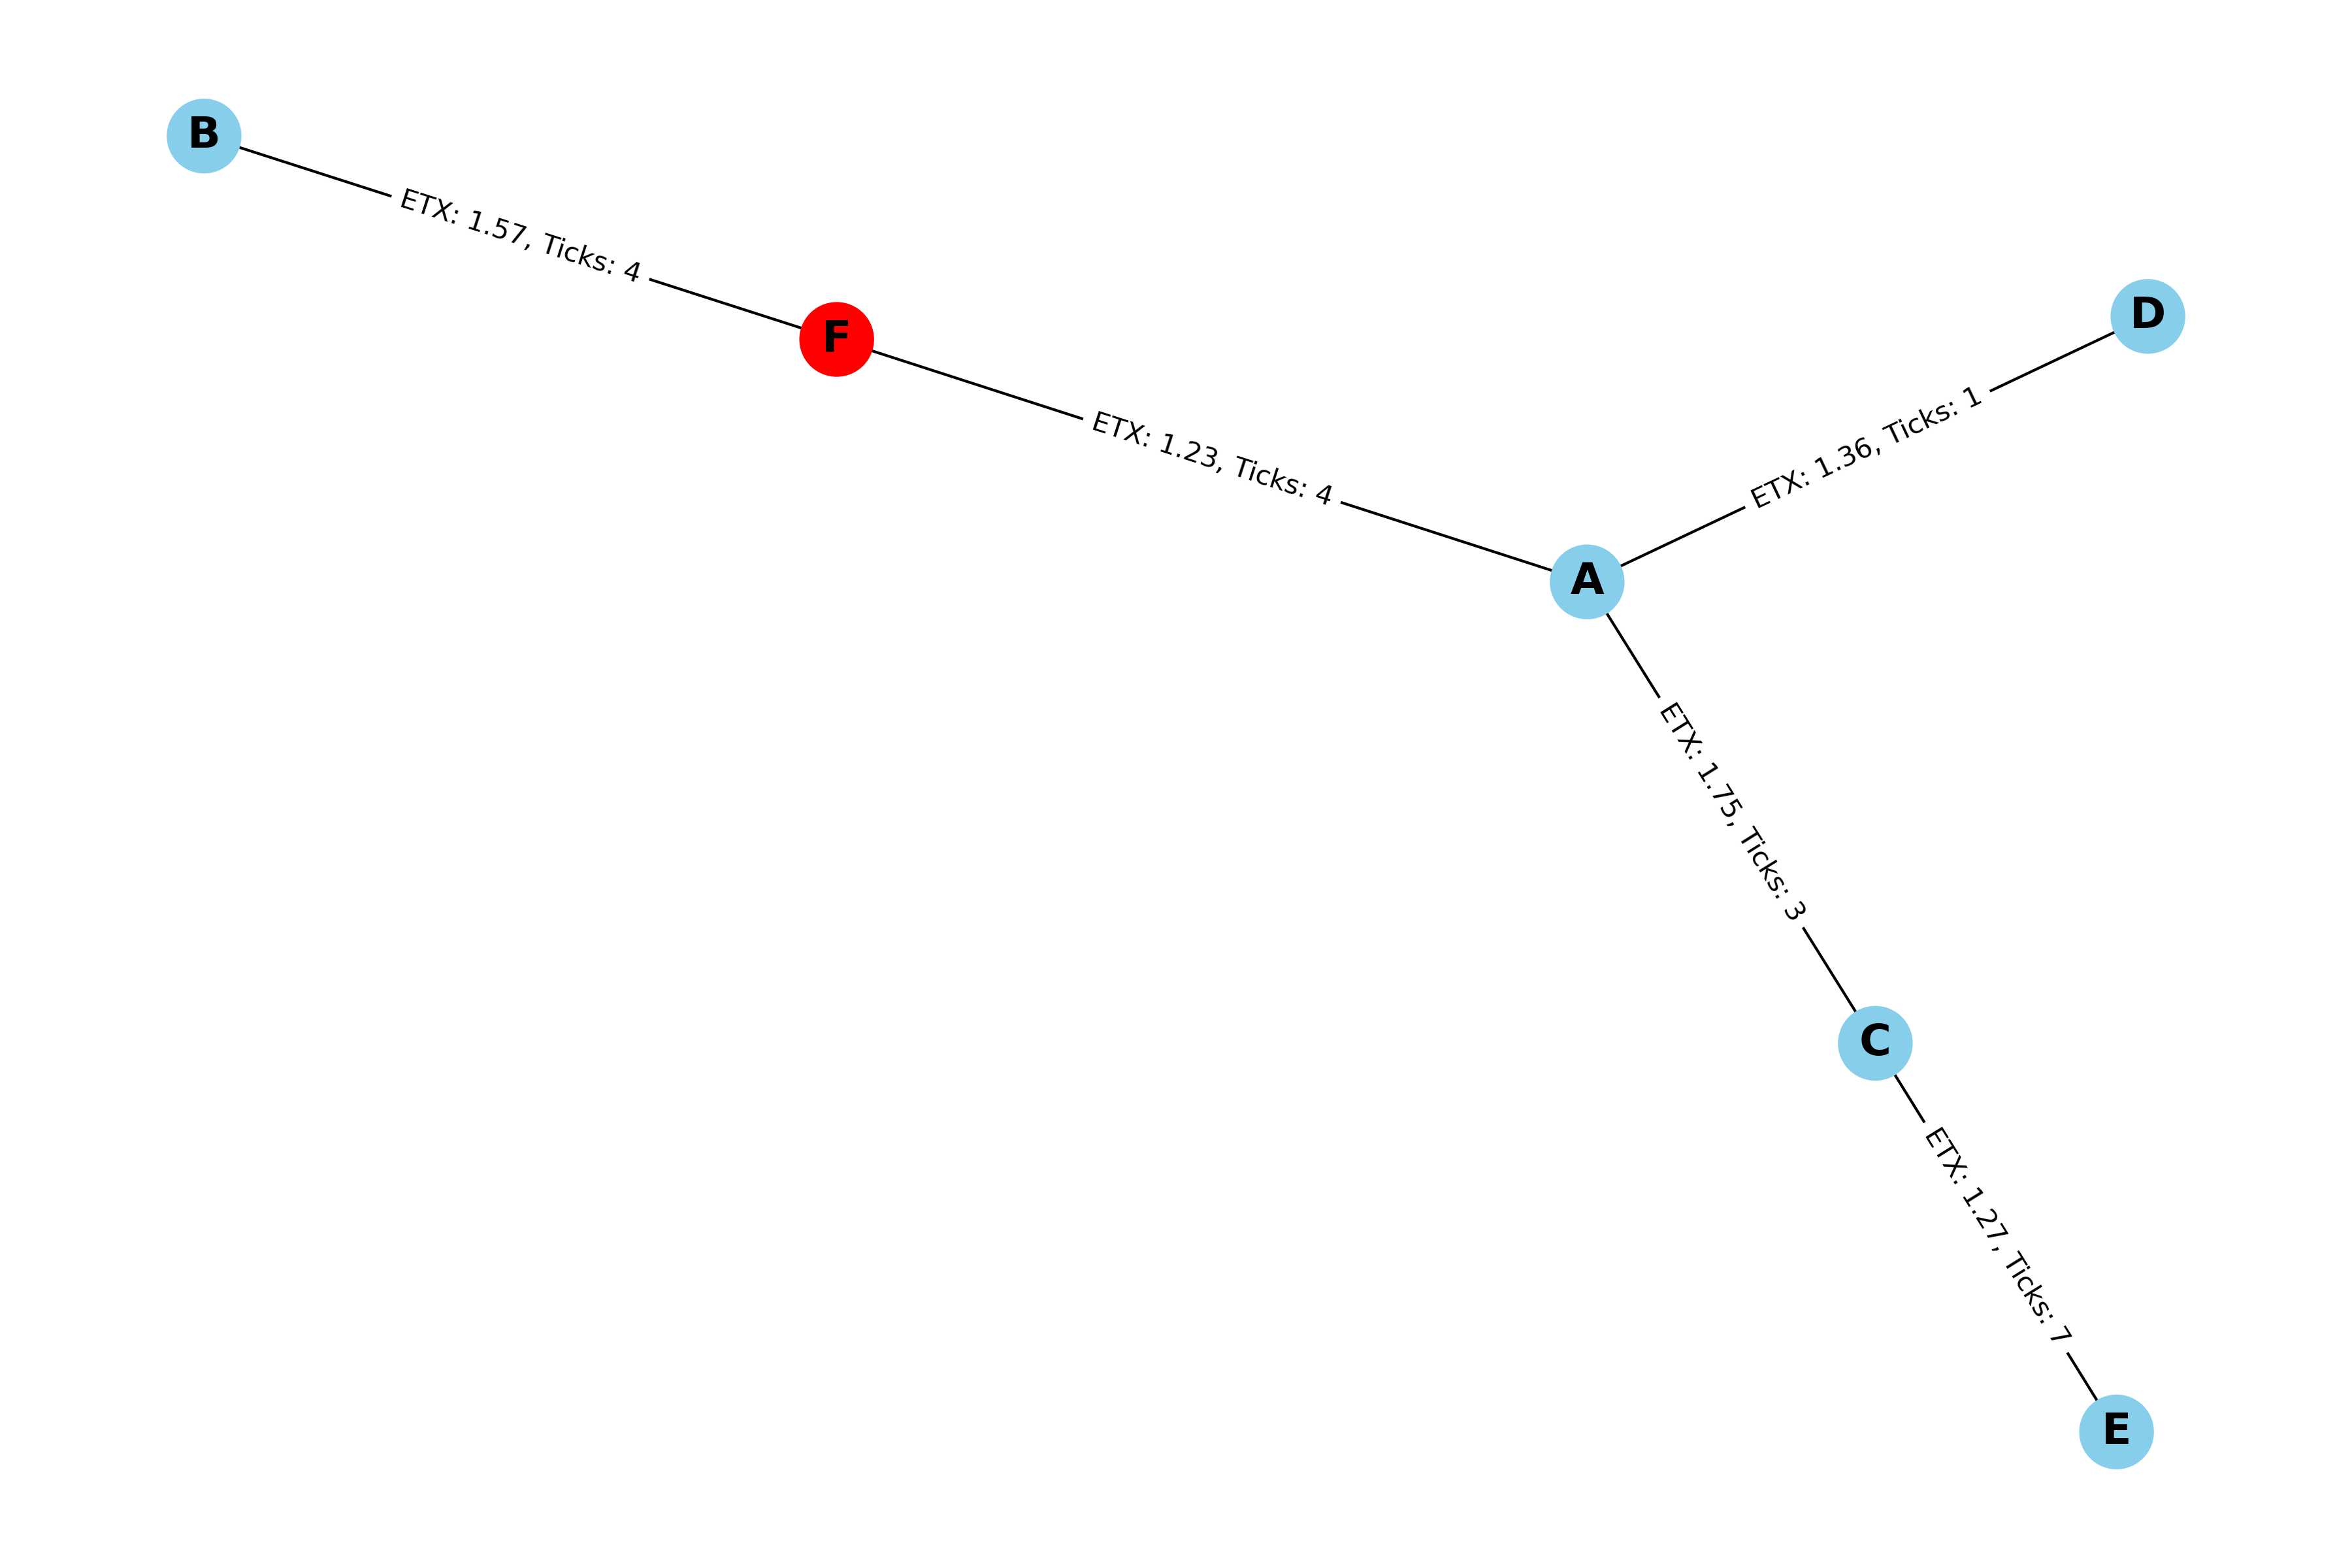 B
ETX: 1.57, Ticks: 4
F
D
ETX: 1.23, Ticks: 4
ETX: 1.36, Ticks: 1
A
ETX: 1.75, Ticks: 3
C
ETX: 1.27, Ticks: 7
E